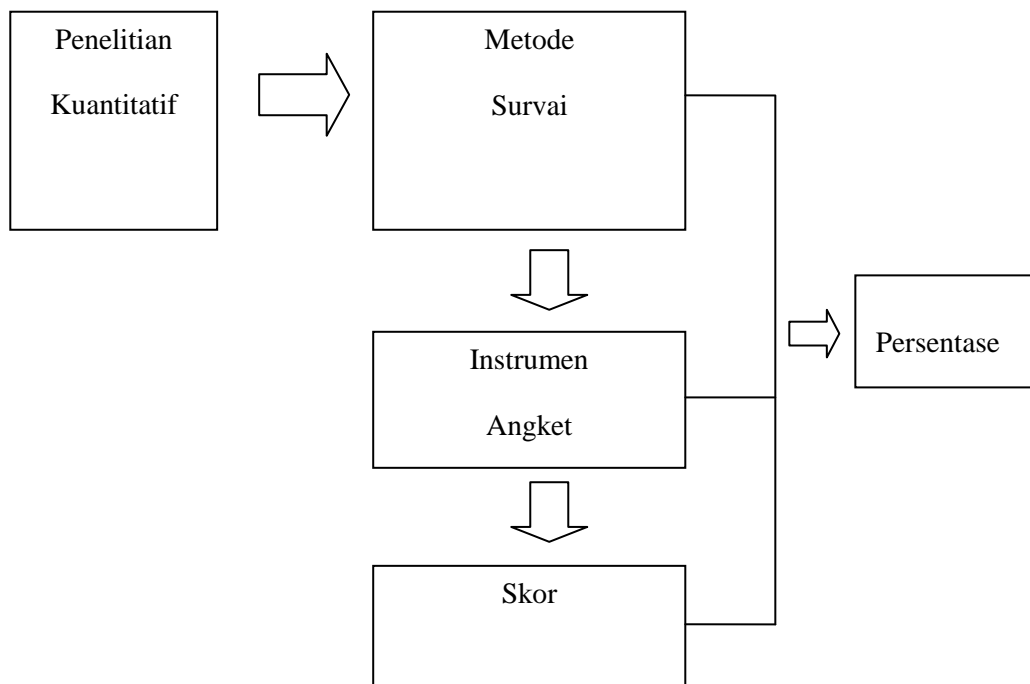 Penelitian
Kuantitatif
Metode
Survai
Instrumen
Angket
Skor
Persentase